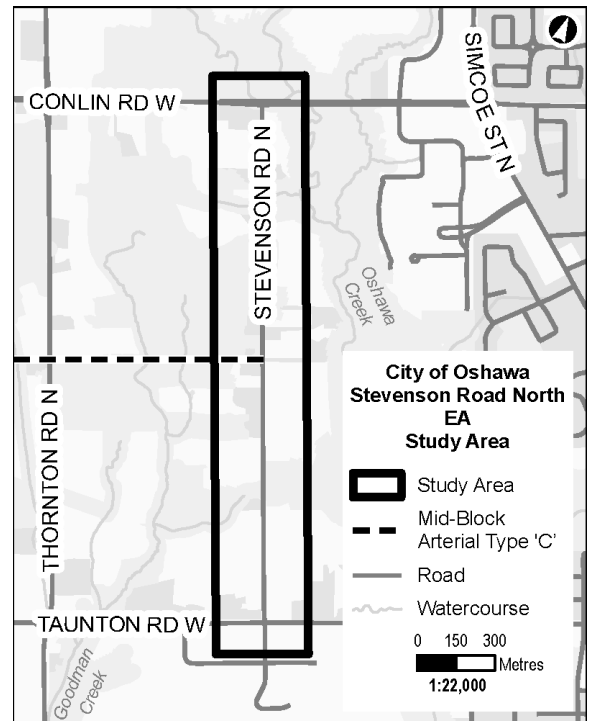 CONLIN RD W
SIMCOE ST N
STEVENSON RD N
Oshawa
Creek
THORNTON RD N
TAUNTON RD W
Goodman
Creek
City of Oshawa
Stevenson Road North
EA
Study Area
Study Area
Mid-Block
Arterial Type 'C'
Road
Watercourse
0 150 300
Metres
1:22,000